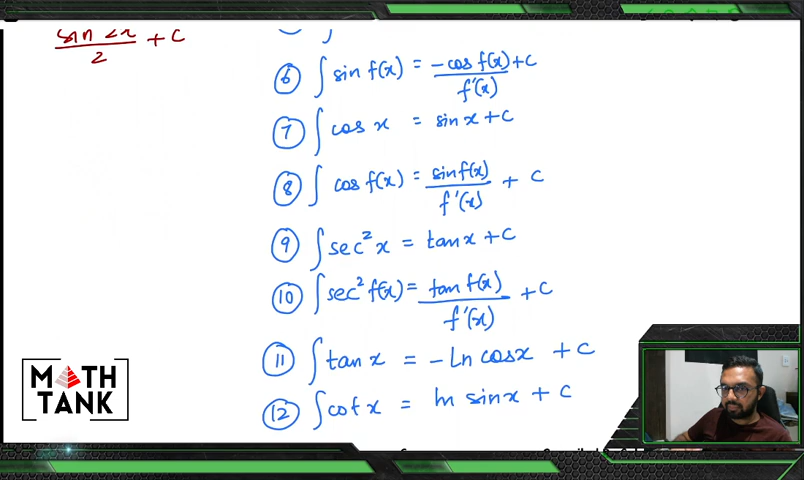 sin 2x / 2 + c
⑥ ∫ sin f(x) = -cos f(x) / f'(x) + c
⑦ ∫ cos x = sin x + c
⑧ ∫ cos f(x) = sin f(x) / f'(x) + c
⑨ ∫ sec² x = tan x + c
⑩ ∫ sec² f(x) = tan f(x) / f'(x) + c
⑪ ∫ tan x = - ln cos x + c
⑫ ∫ cot x = ln sin x + c
MATH
TANK